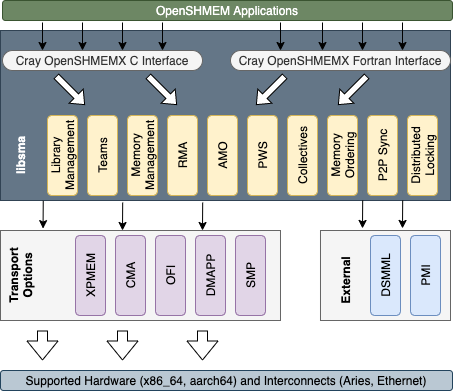 OpenSHMEM Applications
Cray OpenSHMEMX C Interface
Cray OpenSHMEMX Fortran Interface
libsma
Library
Management
Teams
Memory
Management
RMA
AMO
PWS
Collectives
Memory
Ordering
P2P Sync
Distributed
Locking
Transport
Options
XPMEM
CMA
OFI
DMAPP
SMP
External
DSMML
PMI
Supported Hardware (x86_64, aarch64) and Interconnects (Aries, Ethernet)